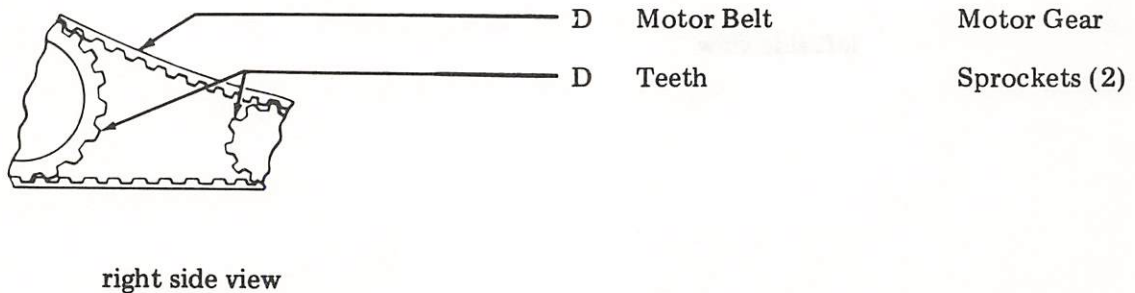 D Motor Belt Motor Gear
D Teeth Sprockets (2)
right side view